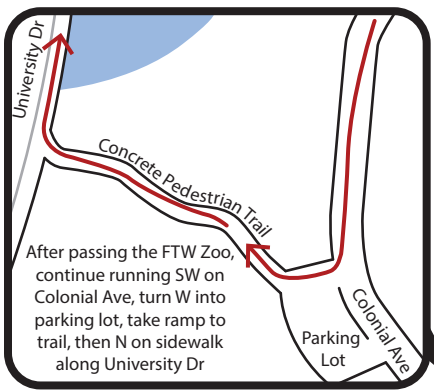 University Dr
Concrete Pedestrian Trail
After passing the FTW Zoo,
continue running SW on
Colonial Ave, turn W into
parking lot, take ramp to
trail, then N on sidewalk
along University Dr
Parking
Lot
Colonial Ave